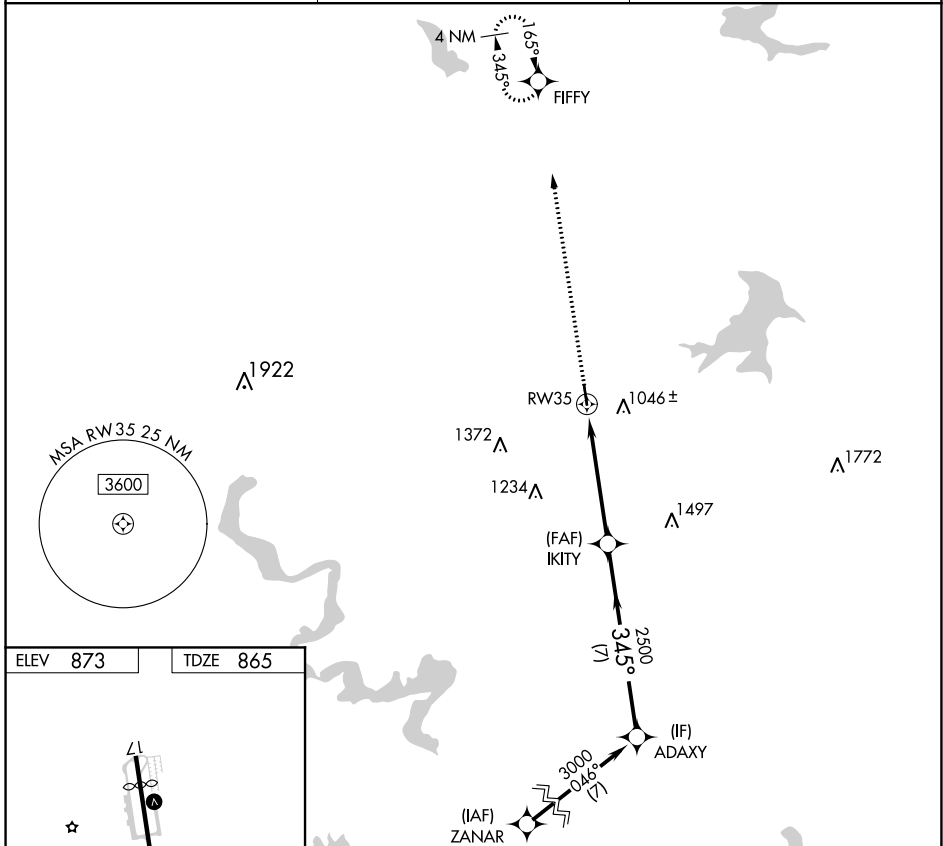 4 NM
165°
345°
FIFFY
1922
RW35
1046±
1372
1772
MSA RW35 25 NM
3600
1234
1497
(FAF)
IKITY
2500
345°
(7)
ELEV 873
TDZE 865
(IF)
ADAXY
3000
046°
(7)
(IAF)
ZANAR
17
V